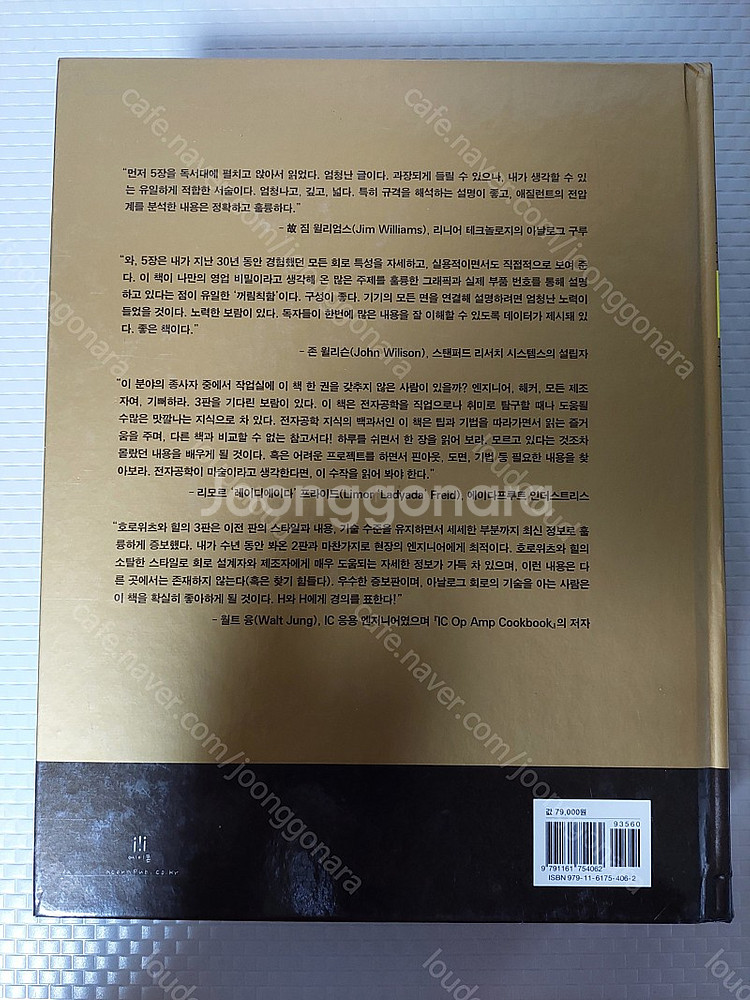 “먼저 5장을 독서대에 펼치고 앉아서 읽었다. 엄청난 글이다. 과장되게 들릴 수 있으나, 내가 생각할 수 있
는 유일하게 적합한 서술이다. 엄청나고, 깊고, 넓다. 특히 규격을 해석하는 설명이 좋고, 애질런트의 전압
계를 분석한 내용은 정확하고 훌륭하다.”
- 故 짐 윌리엄스(Jim Williams), 리니어 테크놀로지의 아날로그 구루
“와, 5장은 내가 지난 30년 동안 경험했던 모든 회로 특성을 자세하고, 실용적이면서도 직접적으로 보여 준
다. 이 책이 나만의 영업 비밀이라고 생각해 온 많은 주제를 훌륭한 그래픽과 실제 부품 번호를 통해 설명
하고 있다는 점이 유일한 ‘꺼림칙함’이다. 구성이 좋다. 기기의 모든 면을 연결해 설명하려면 엄청난 노력이
들었을 것이다. 노력한 보람이 있다. 독자들이 한번에 많은 내용을 잘 이해할 수 있도록 데이터가 제시돼 있
다. 좋은 책이다.”
- 존 윌리슨(John Wilison), 스탠퍼드 리서치 시스템스의 설립자
“이 분야의 종사자 중에서 작업실에 이 책 한 권을 갖추지 않은 사람이 있을까? 엔지니어, 해커, 모든 제조
자여, 기뻐하라. 3판을 기다린 보람이 있다. 이 책은 전자공학을 직업으로나 취미로 탐구할 때나 도움될
수많은 맛깔나는 지식으로 차 있다. 전자공학 지식의 백과서인 이 책은 팁과 기법을 따라가면서 읽는 즐거
움을 주며, 다른 책과 비교할 수 없는 참고서다! 하루를 쉬면서 한 장을 읽어 보라. 모르고 있다는 것조차
몰랐던 내용을 배우게 될 것이다. 혹은 어려운 프로젝트를 하면서 핀아웃, 도면, 기법 등 필요한 내용을 찾
아보라. 전자공학이 마술이라고 생각한다면, 이 수작을 읽어 봐야 한다.”
- 리모르 ‘레이디에이다’ 프라이드(Limor ‘Ladyada’ Freid), 에이다프루트 인더스트리스
“호로위츠와 힐의 3판은 이전 판의 스타일과 내용, 기술 수준을 유지하면서 세세한 부분까지 최신 정보로 훌
륭하게 증보했다. 내가 수년 동안 봐온 2판과 마찬가지로 현장의 엔지니어에게 최적이다. 호로위츠와 힐의
소탈한 스타일로 회로 설계자와 제조자에게 매우 도움되는 자세한 정보가 가득 차 있으며, 이런 내용은 다
른 곳에서는 존재하지 않는다(혹은 찾기 힘들다). 우수한 증보판이며, 아날로그 회로의 기술을 아는 사람은
이 책을 확실히 좋아하게 될 것이다. H와 H에게 경의를 표한다!”
- 월트 융(Walt Jung), IC 응용 엔지니어였으며 『IC Op Amp Cookbook』의 저자
Joonggonara
cafe.naver.com/joonggonara
값 79,000원
93560
9 791161 754062
ISBN 979-11-6175-406-2
에이콘